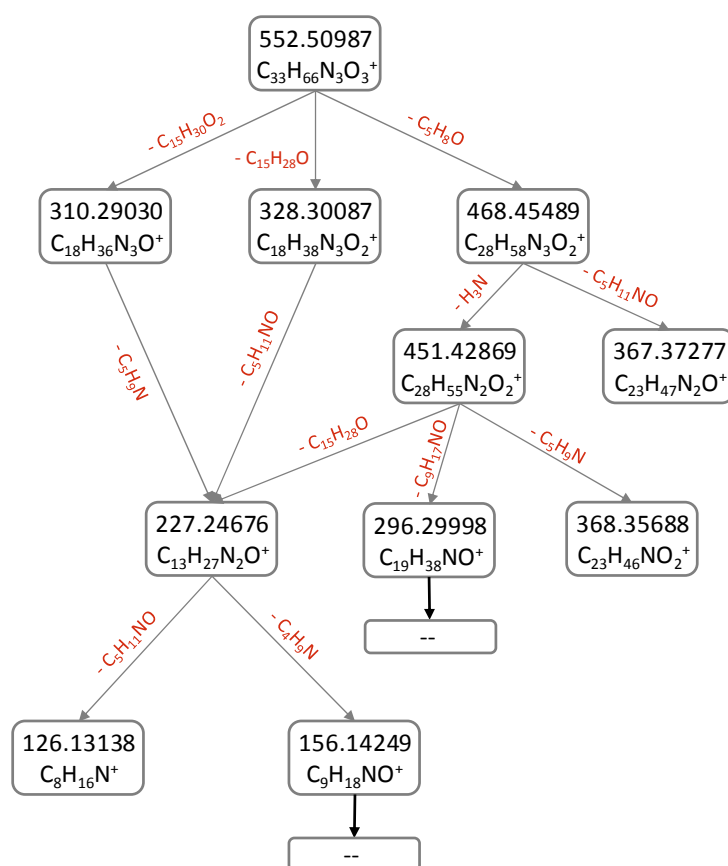 552.50987
C₃₃H₆₆N₃O₃⁺
- C₁₅H₃₀O₂
- C₁₅H₂₈O
- C₅H₈O
310.29030
C₁₈H₃₆N₃O⁺
328.30087
C₁₈H₃₈N₃O₂⁺
468.45489
C₂₈H₅₈N₃O₂⁺
- H₃N
- C₅H₁₁NO
- C₅H₉N
- C₅H₁₁NO
451.42869
C₂₈H₅₅N₂O₂⁺
367.37277
C₂₃H₄₇N₂O⁺
- C₁₅H₂₈O
- C₉H₁₇NO
- C₅H₉N
227.24676
C₁₃H₂₇N₂O⁺
296.29998
C₁₉H₃₈NO⁺
368.35688
C₂₃H₄₆NO₂⁺
--
- C₅H₁₁NO
- C₄H₉N
126.13138
C₈H₁₆N⁺
156.14249
C₉H₁₈NO⁺
--